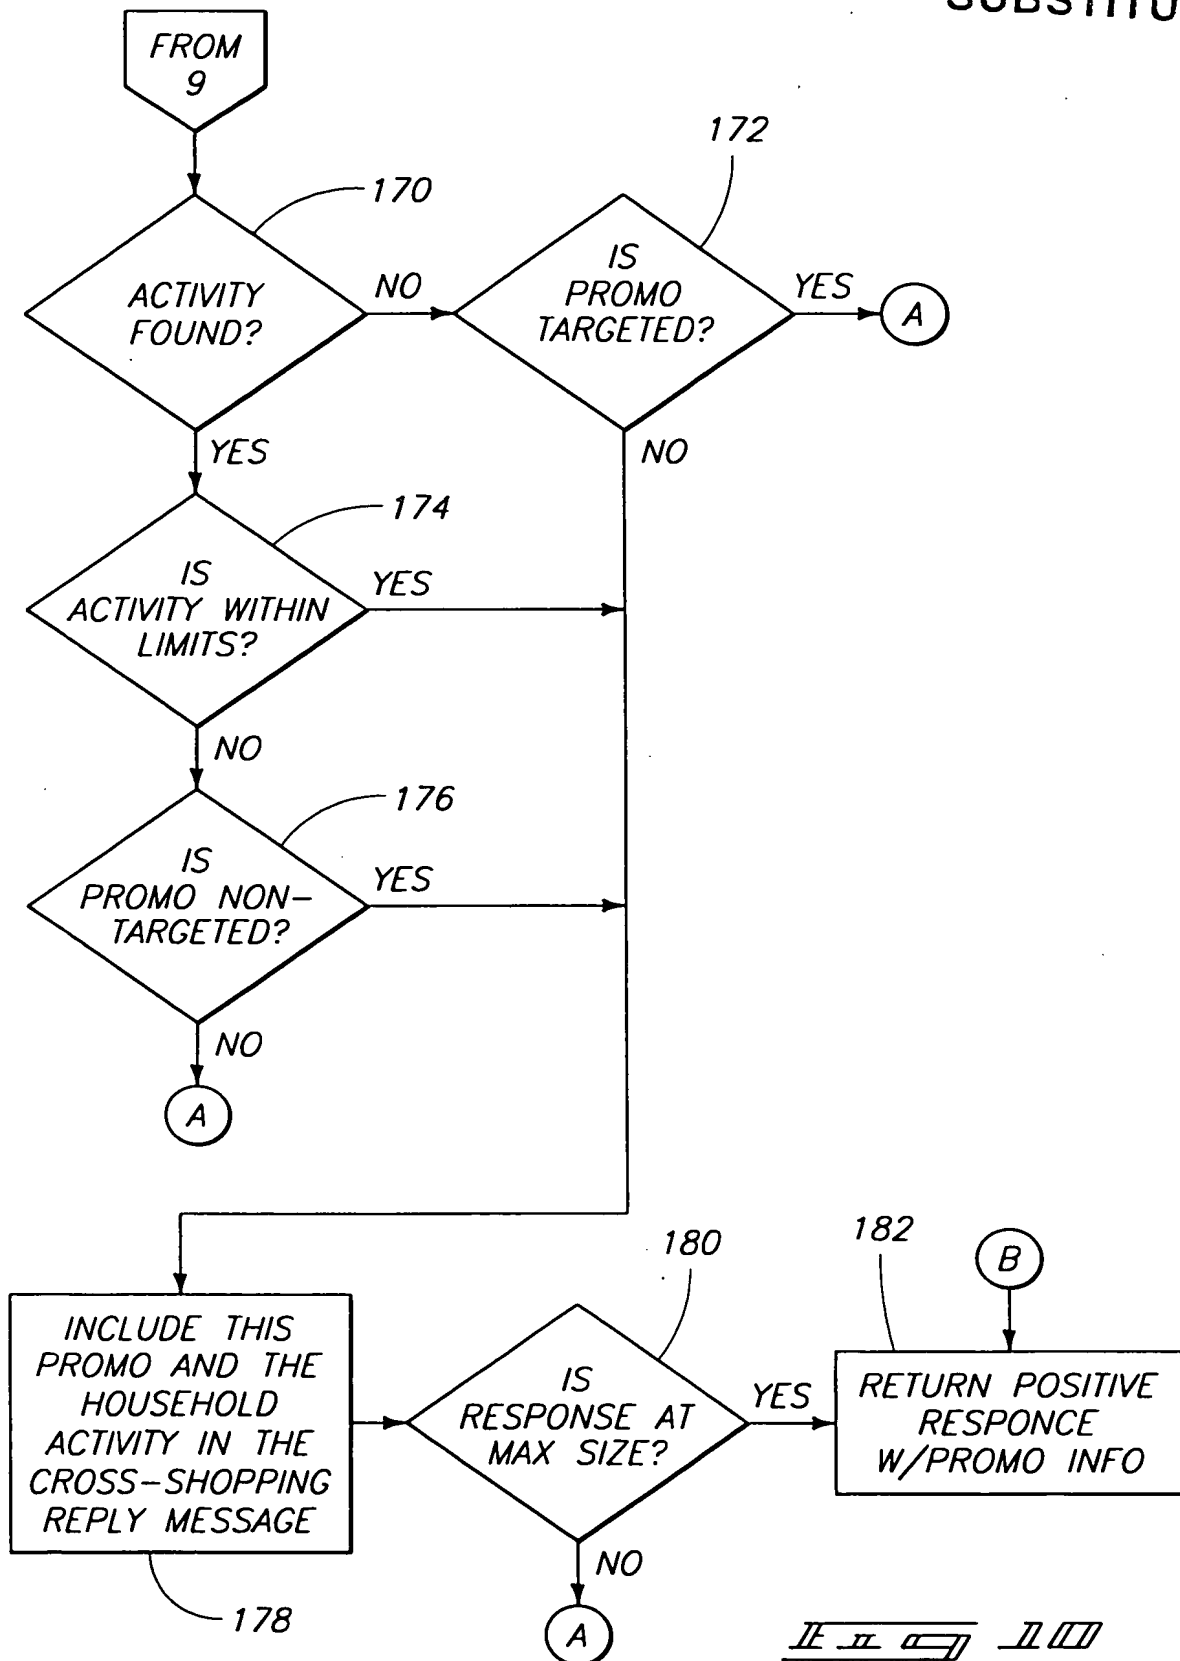 FROM
9
172
170
IS
PROMO
TARGETED?
YES
A
ACTIVITY
FOUND?
NO
YES
NO
174
IS
ACTIVITY WITHIN
LIMITS?
YES
NO
176
IS
PROMO NON-
TARGETED?
YES
NO
A
180
182
B
INCLUDE THIS
PROMO AND THE
HOUSEHOLD
ACTIVITY IN THE
CROSS-SHOPPING
REPLY MESSAGE
IS
RESPONSE AT
MAX SIZE?
YES
RETURN POSITIVE
RESPONCE
W/PROMO INFO
NO
178
A
Fig 10